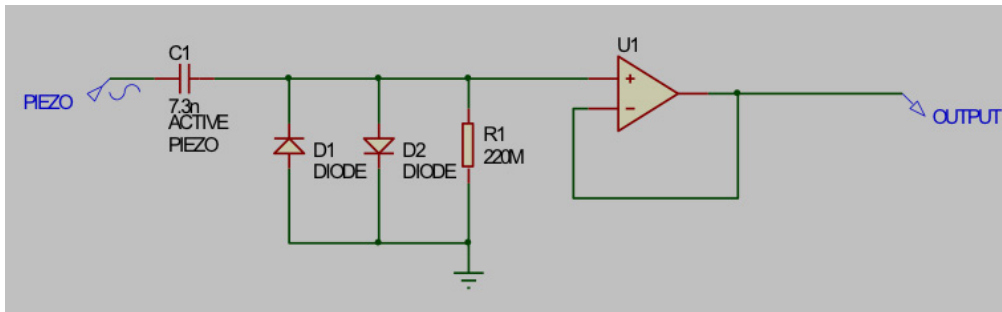 C1
PIEZO
7.3n
ACTIVE
PIEZO
D1
DIODE
D2
DIODE
R1
220M
U1
+
-
OUTPUT